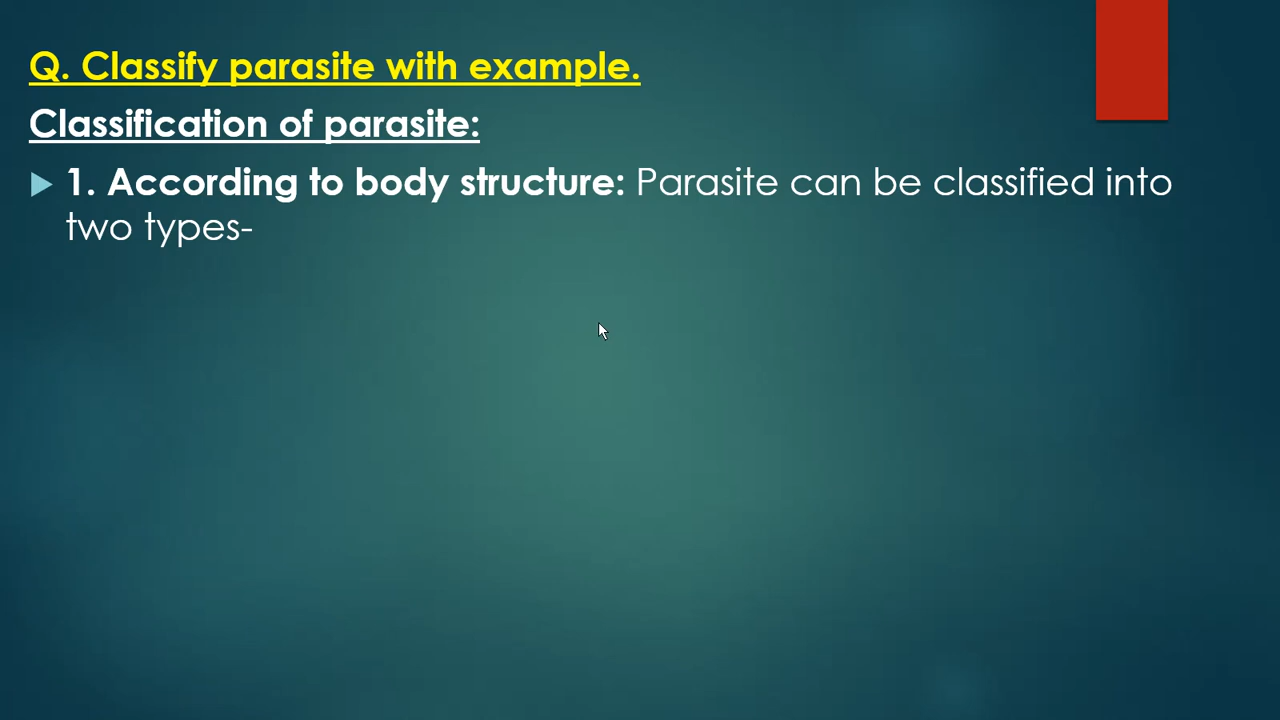 Q. Classify parasite with example.
Classification of parasite:
1. According to body structure: Parasite can be classified into
two types-